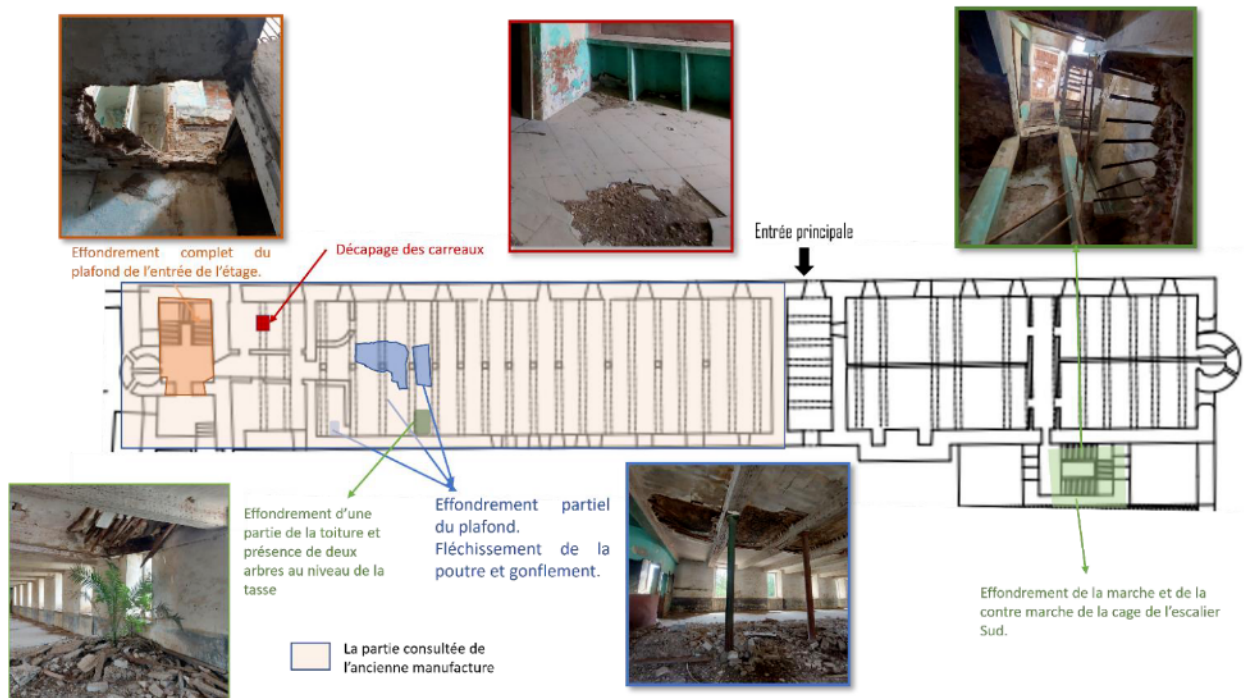 Effondrement complet du
plafond de l'entrée de l'étage.
Décapage des carreaux
Entrée principale
Effondrement d'une
partie de la toiture et
présence de deux
arbres au niveau de la
tasse
Effondrement partiel
du plafond.
Fléchissement de la
poutre et gonflement.
Effondrement de la marche et de la
contre marche de la cage de l'escalier
Sud.
La partie consultée de
l'ancienne manufacture